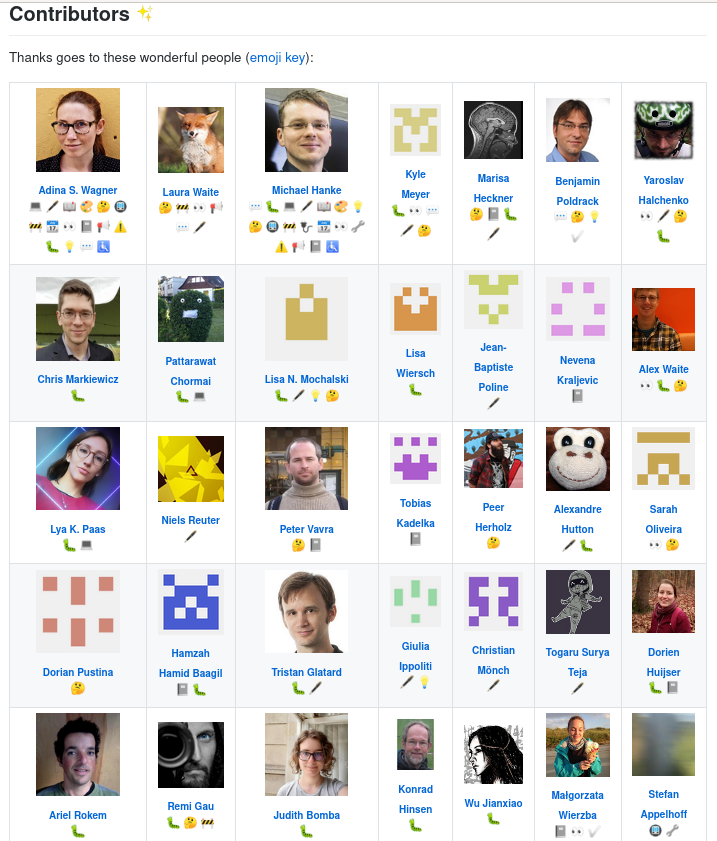 Contributors ✨
Thanks goes to these wonderful people (emoji key):
Adina S. Wagner
Laura Waite
Michael Hanke
Kyle
Meyer
Marisa
Heckner
Benjamin
Poldrack
Yaroslav
Halchenko
Chris Markiewicz
Pattarawat
Chormai
Lisa N. Mochalski
Lisa
Wiersch
Jean-
Baptiste
Poline
Nevena
Kraljevic
Alex Waite
Lya K. Paas
Niels Reuter
Peter Vavra
Tobias
Kadelka
Peer
Herholz
Alexandre
Hutton
Sarah
Oliveira
Dorian Pustina
Hamzah
Hamid Baagil
Tristan Glatard
Giulia
Ippoliti
Christian
Mönch
Togaru Surya
Teja
Dorien
Huijser
Ariel Rokem
Remi Gau
Judith Bomba
Konrad
Hinsen
Wu Jianxiao
Małgorzata
Wierzba
Stefan
Appelhoff